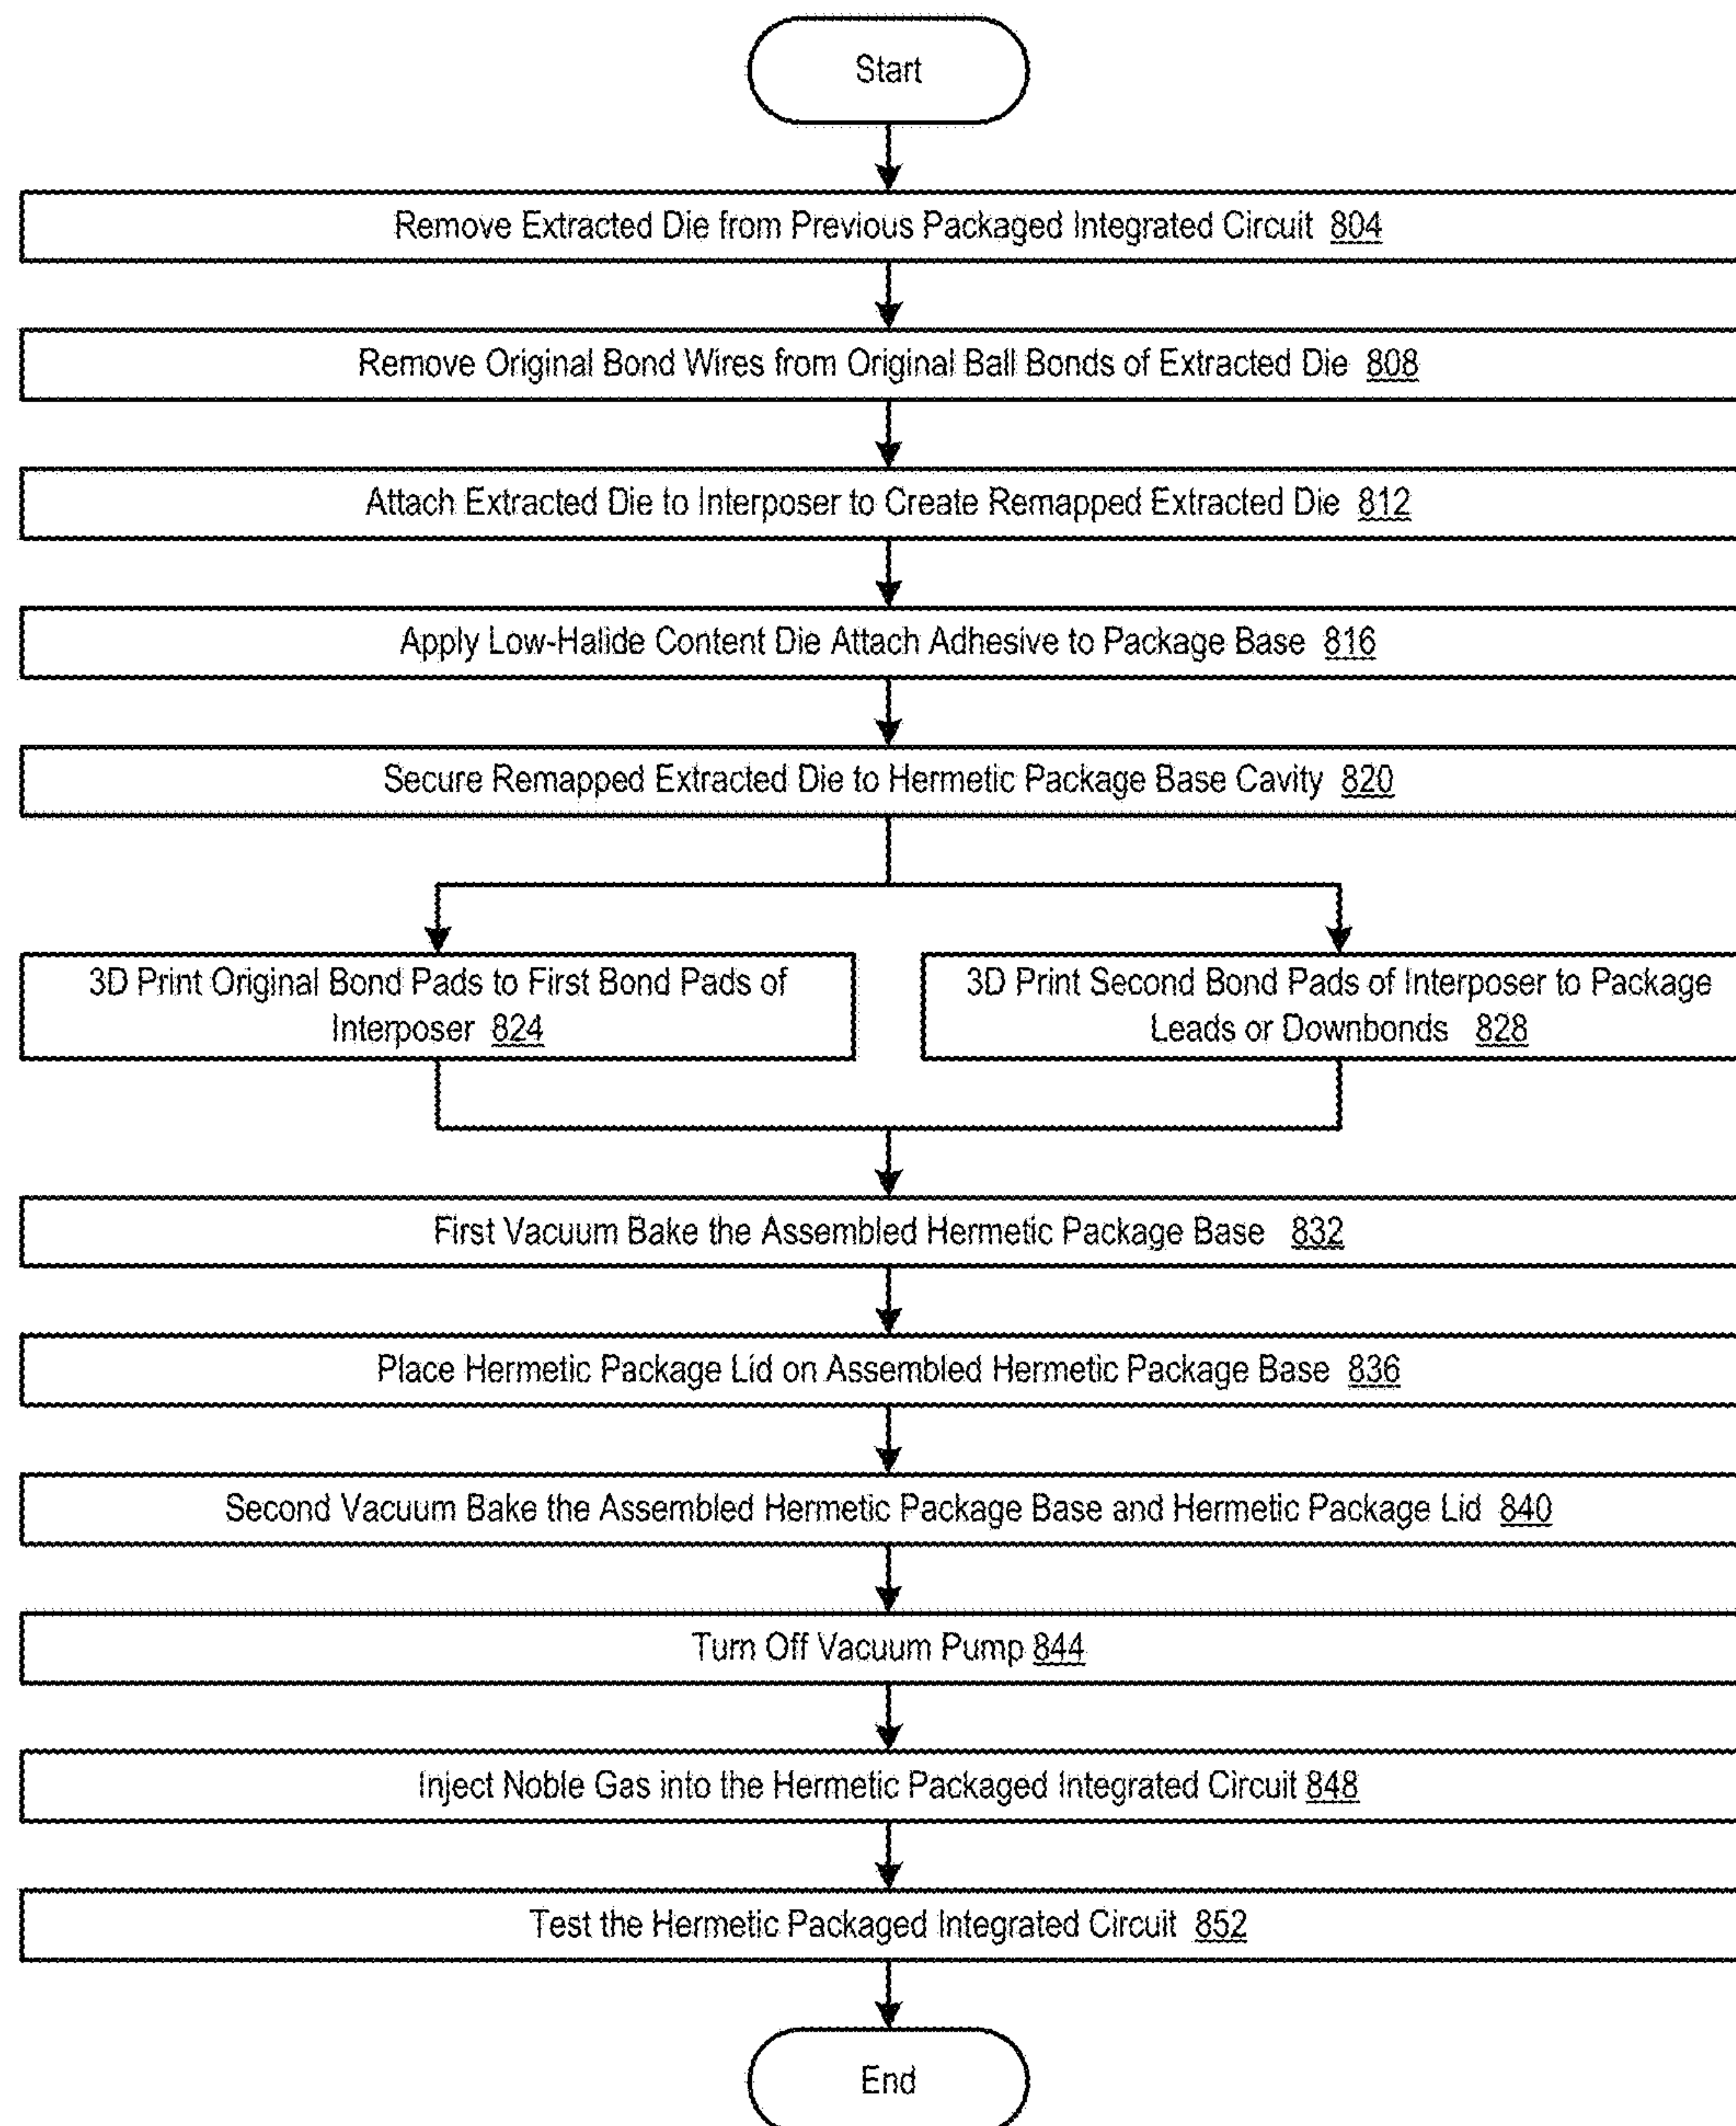 Start
Remove Extracted Die from Previous Packaged Integrated Circuit 804
Remove Original Bond Wires from Original Ball Bonds of Extracted Die 808
Attach Extracted Die to Interposer to Create Remapped Extracted Die 812
Apply Low-Halide Content Die Attach Adhesive to Package Base 816
Secure Remapped Extracted Die to Hermetic Package Base Cavity 820
3D Print Original Bond Pads to First Bond Pads of
Interposer 824
3D Print Second Bond Pads of Interposer to Package
Leads or Downbonds 828
First Vacuum Bake the Assembled Hermetic Package Base 832
Place Hermetic Package Lid on Assembled Hermetic Package Base 836
Second Vacuum Bake the Assembled Hermetic Package Base and Hermetic Package Lid 840
Turn Off Vacuum Pump 844
Inject Noble Gas into the Hermetic Packaged Integrated Circuit 848
Test the Hermetic Packaged Integrated Circuit 852
End